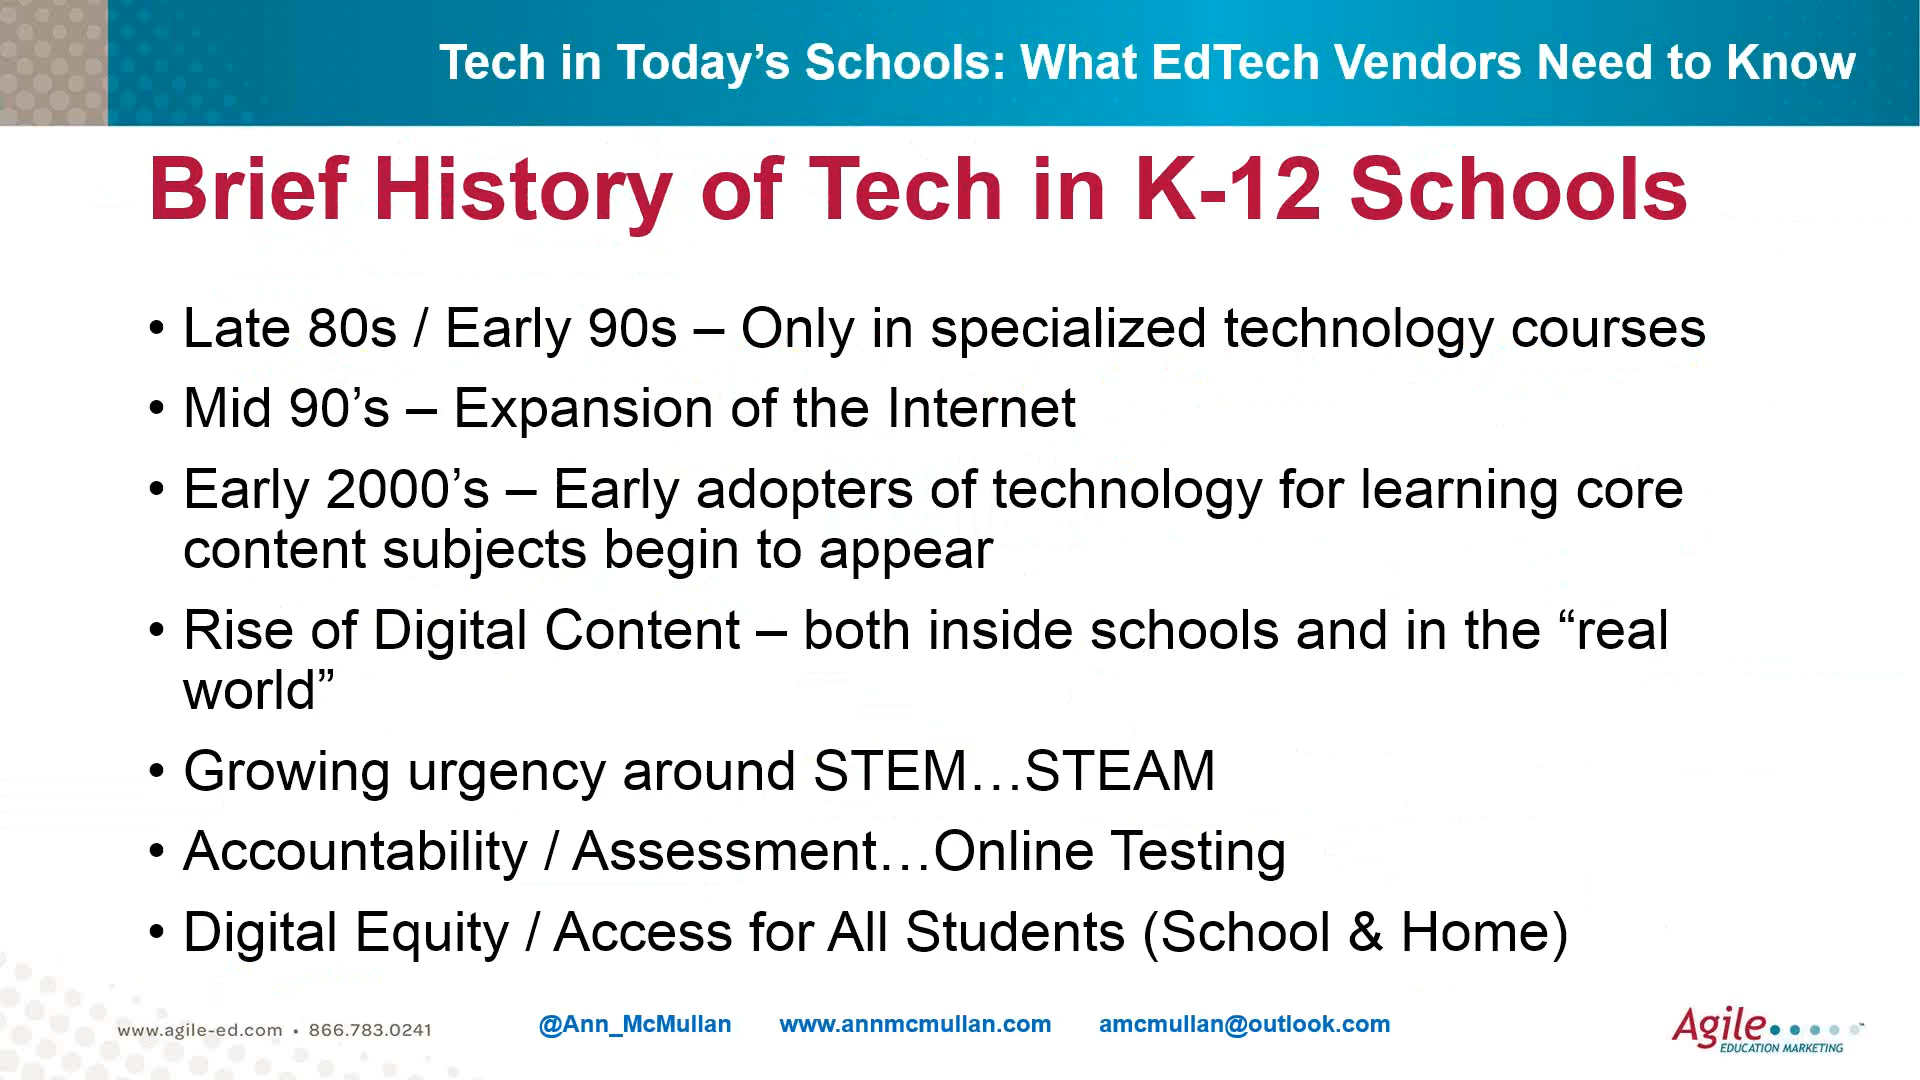 Tech in Today’s Schools: What EdTech Vendors Need to Know
Brief History of Tech in K-12 Schools
• Late 80s / Early 90s – Only in specialized technology courses
• Mid 90’s – Expansion of the Internet
• Early 2000’s – Early adopters of technology for learning core
content subjects begin to appear
• Rise of Digital Content – both inside schools and in the “real
world”
• Growing urgency around STEM…STEAM
• Accountability / Assessment…Online Testing
• Digital Equity / Access for All Students (School & Home)
www.agile-ed.com • 866.783.0241
@Ann_McMullan www.annmcmullan.com amcmullan@outlook.com
Agile
EDUCATION MARKETING